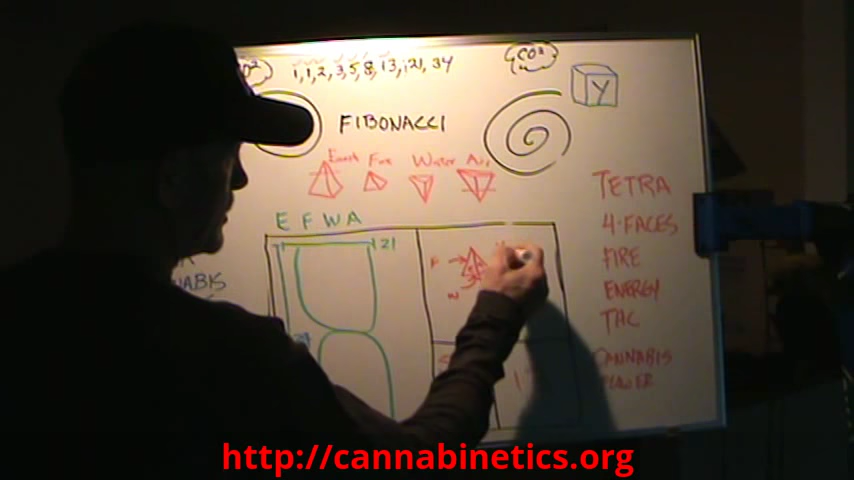 CO² CO²
1, 1, 2, 3, 5, 8, 13, 21, 34
Y
FIBONACCI
Earth Fire Water Air
TETRA
E F W A
4-FACES
21
FIRE
F
ENERGY
W
THC
CANNABIS
http://cannabinetics.org